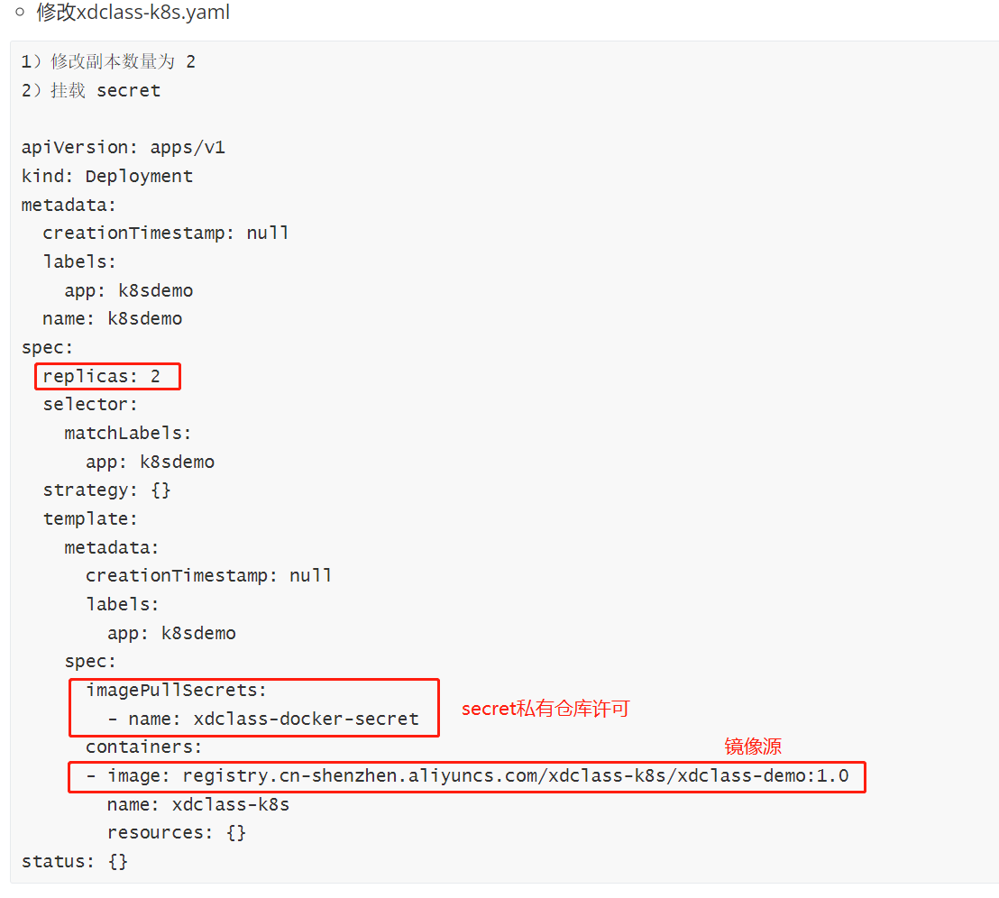 修改xdclass-k8s.yaml
1）修改副本数量为 2
2）挂载 secret
apiVersion: apps/v1
kind: Deployment
metadata:
  creationTimestamp: null
  labels:
    app: k8sdemo
  name: k8sdemo
spec:
  replicas: 2
  selector:
    matchLabels:
      app: k8sdemo
  strategy: {}
  template:
    metadata:
      creationTimestamp: null
      labels:
        app: k8sdemo
    spec:
      imagePullSecrets:
        - name: xdclass-docker-secret
secret私有仓库许可
      containers:
镜像源
      - image: registry.cn-shenzhen.aliyuncs.com/xdclass-k8s/xdclass-demo:1.0
        name: xdclass-k8s
        resources: {}
status: {}